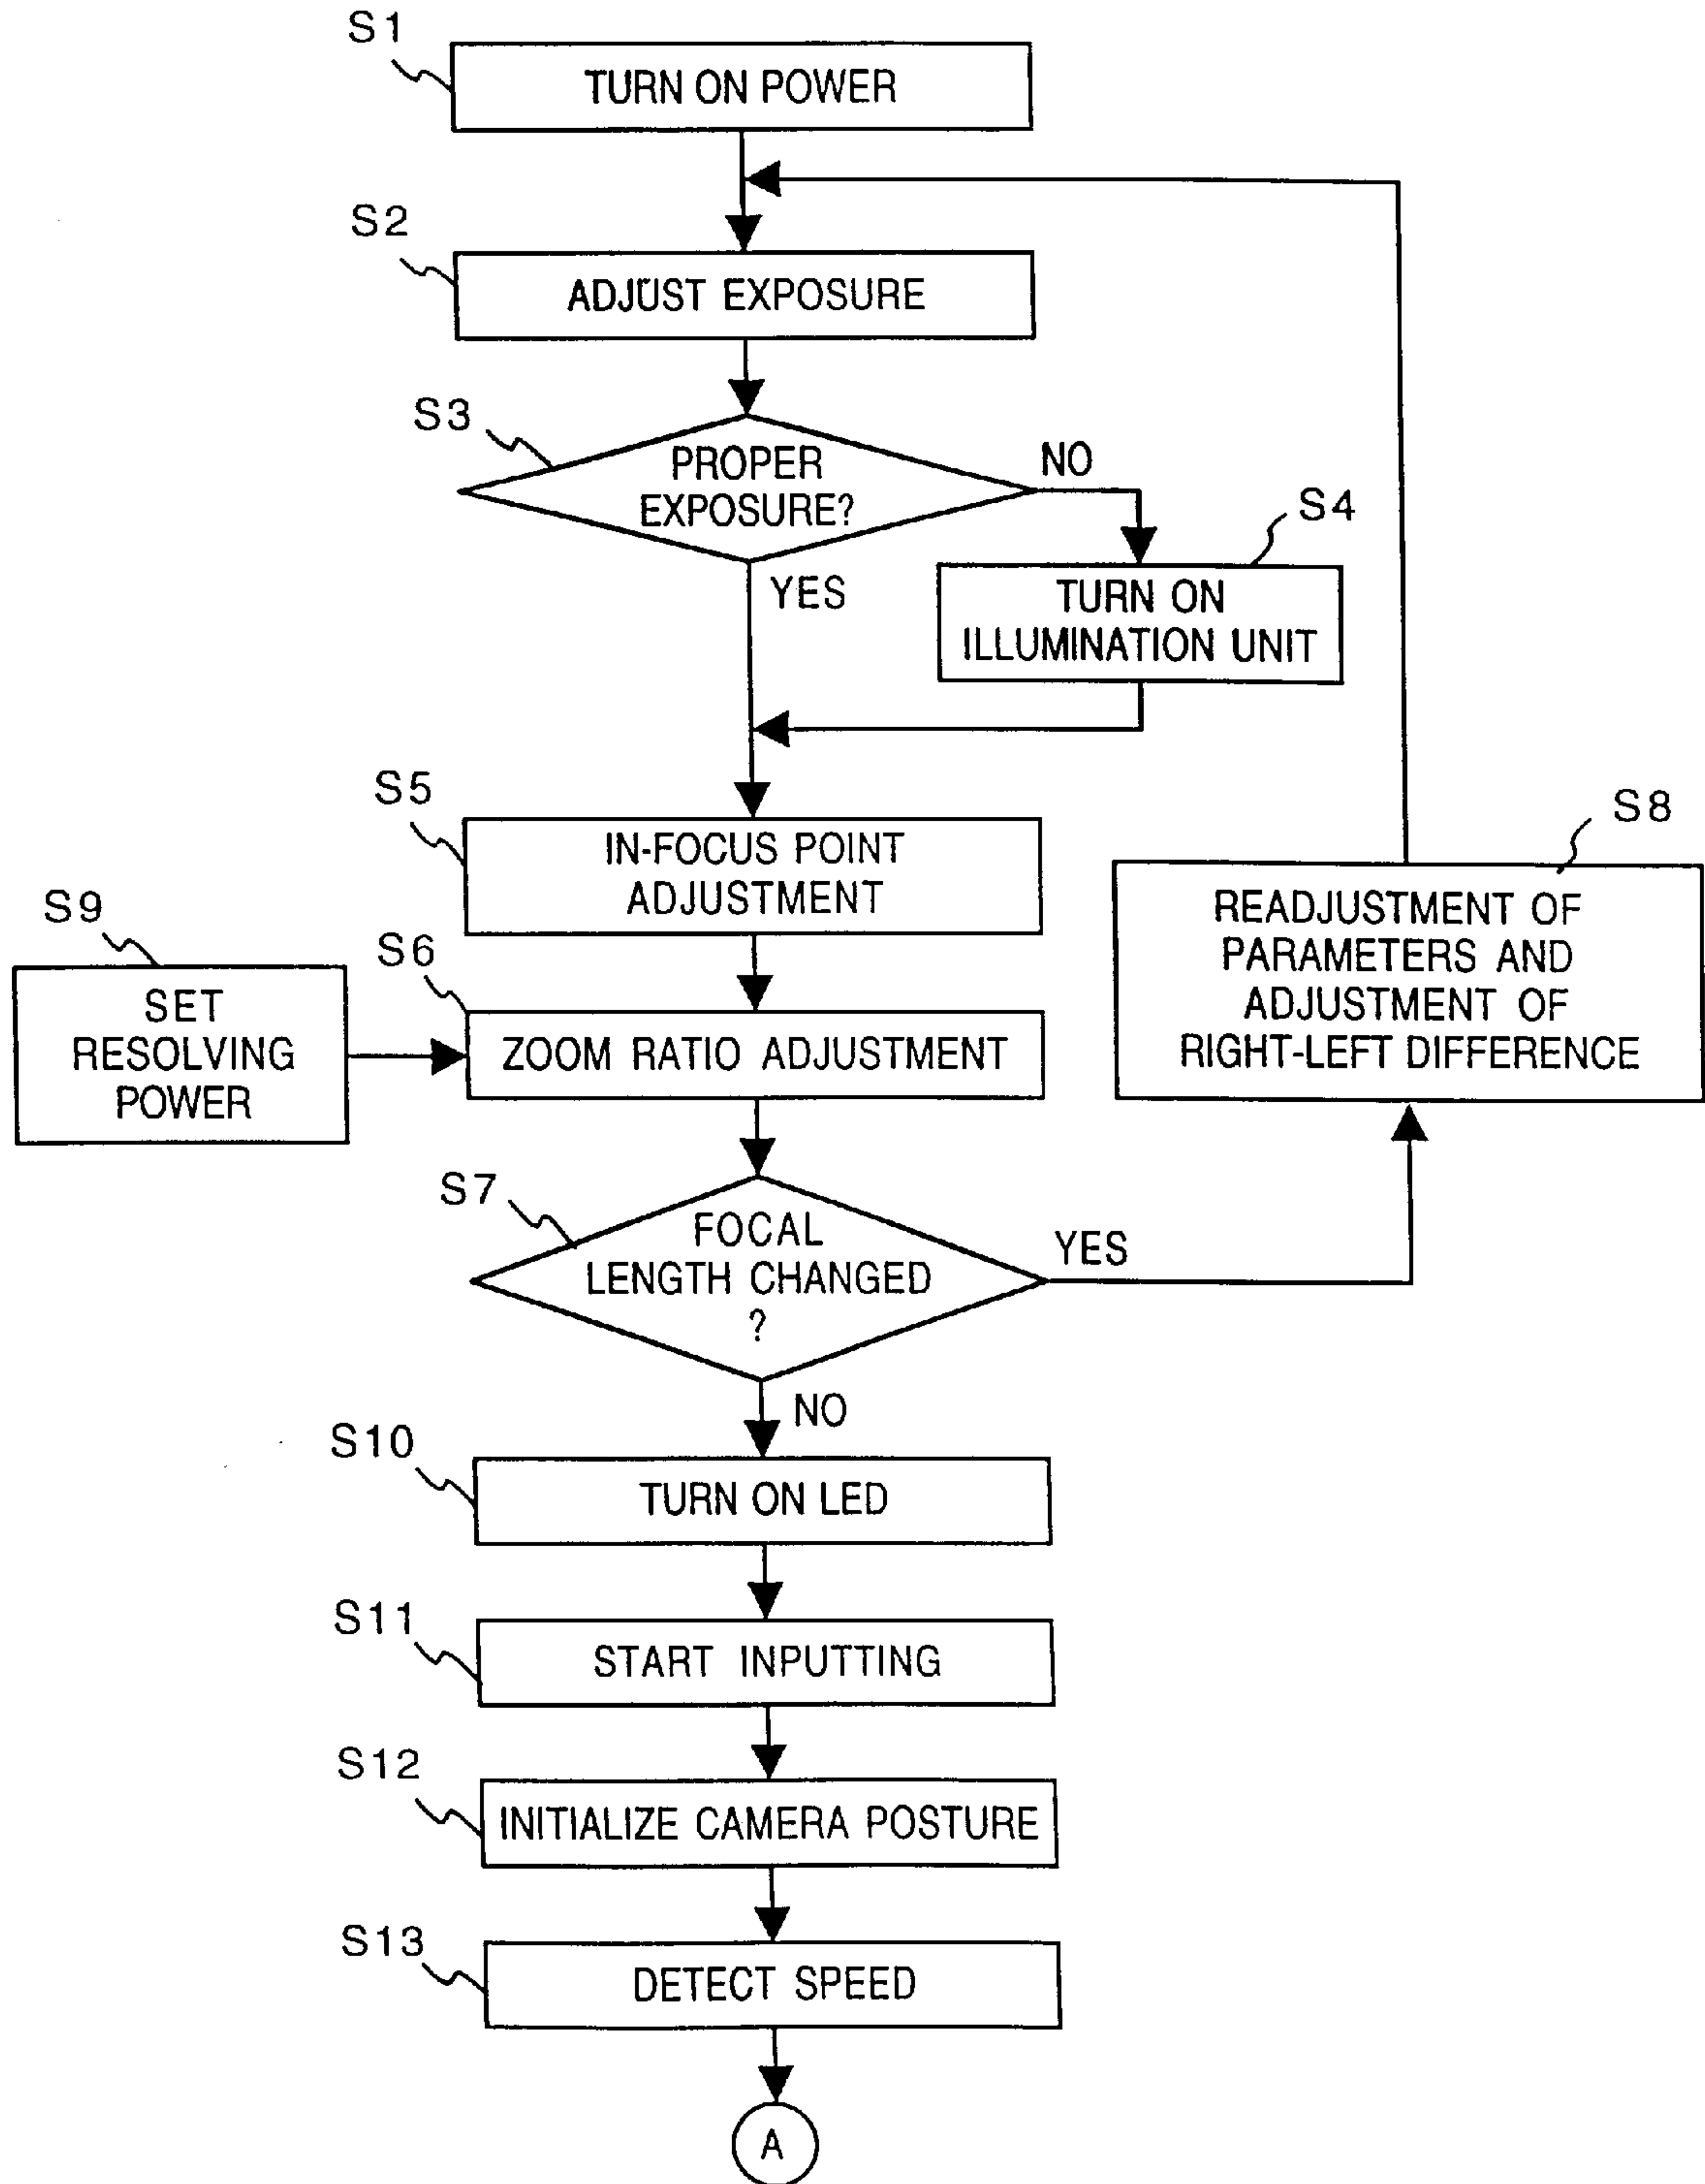 S1
TURN ON POWER
S2
ADJUST EXPOSURE
S3
PROPER
EXPOSURE?
NO
YES
S4
TURN ON
ILLUMINATION UNIT
S5
IN-FOCUS POINT
ADJUSTMENT
S8
READJUSTMENT OF
PARAMETERS AND
ADJUSTMENT OF
RIGHT-LEFT DIFFERENCE
S9
SET
RESOLVING
POWER
S6
ZOOM RATIO ADJUSTMENT
S7
FOCAL
LENGTH CHANGED
?
YES
NO
S10
TURN ON LED
S11
START INPUTTING
S12
INITIALIZE CAMERA POSTURE
S13
DETECT SPEED
A